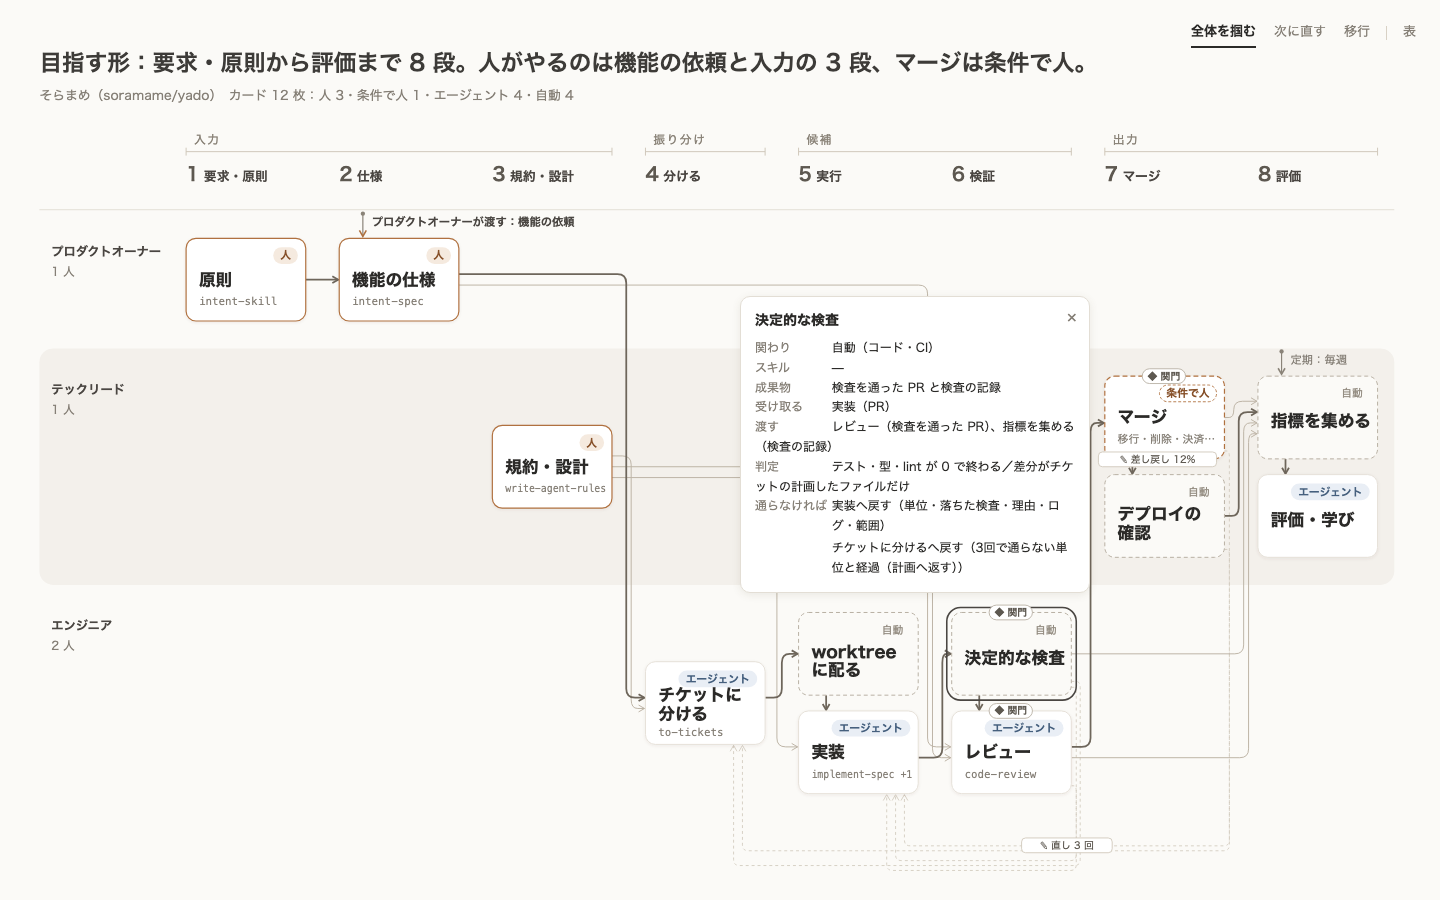 全体を掴む 次に直す 移行 表
目指す形：要求・原則から評価まで 8 段。人がやるのは機能の依頼と入力の 3 段、マージは条件で人。
そらまめ（soramame/yado） カード 12 枚：人 3・条件で人 1・エージェント 4・自動 4
入力 振り分け 候補 出力
1 要求・原則 2 仕様 3 規約・設計 4 分ける 5 実行 6 検証 7 マージ 8 評価
プロダクトオーナーが渡す：機能の依頼
プロダクトオーナー
1 人
人
原則
intent-skill
人
機能の仕様
intent-spec
決定的な検査 ×
関わり 自動（コード・CI）
スキル —
成果物 検査を通った PR と検査の記録
受け取る 実装（PR）
渡す レビュー（検査を通った PR）、指標を集める
（検査の記録）
判定 テスト・型・lint が 0 で終わる／差分がチケ
ットの計画したファイルだけ
通らなければ 実装へ戻す（単位・落ちた検査・理由・ロ
グ・範囲）
チケットに分けるへ戻す（3回で通らない単
位と経過（計画へ返す））
テックリード
1 人
人
規約・設計
write-agent-rules
◆ 関門
条件で人
マージ
移行・削除・決済…
✎ 差し戻し 12%
自動
デプロイの
確認
定期：毎週
自動
指標を集める
エージェント
評価・学び
エンジニア
2 人
エージェント
チケットに
分ける
to-tickets
自動
worktree
に配る
エージェント
実装
implement-spec +1
◆ 関門
自動
決定的な検査
◆ 関門
エージェント
レビュー
code-review
✎ 直し 3 回